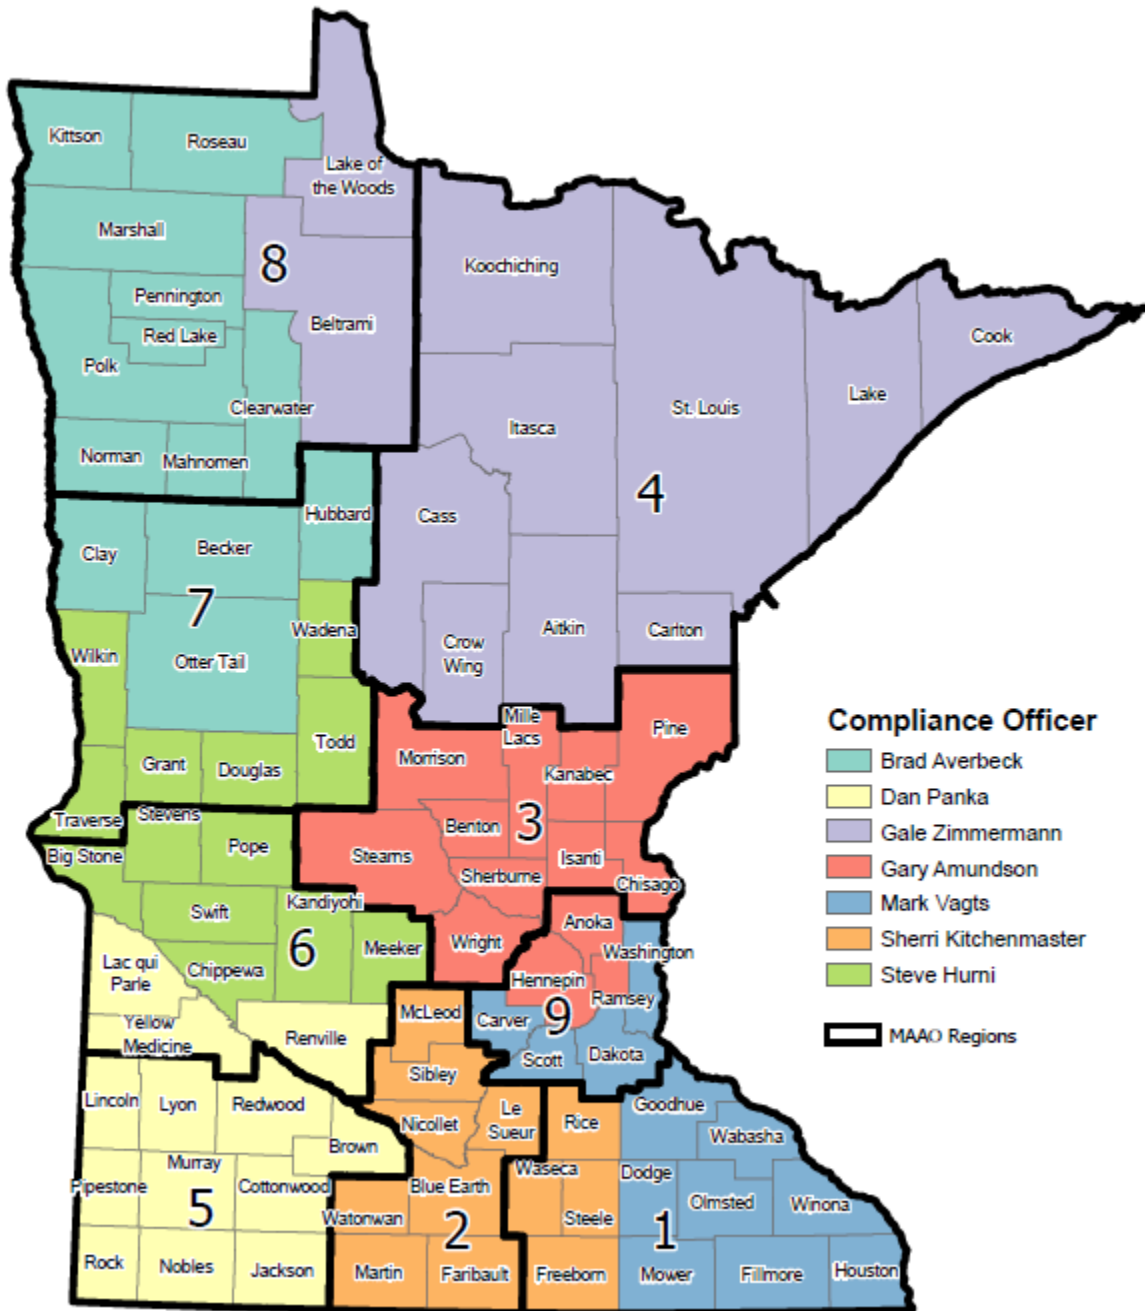 Kittson
Roseau
Lake of
the Woods
Marshall
8
Koochiching
Pennington
Beltrami
Red Lake
Cook
Polk
Lake
Clearwater
St. Louis
Itasca
Norman
Mahnomen
4
Hubbard
Cass
Clay
Becker
7
Wadena
Aitkin
Carlton
Crow
Wing
Wilkin
Otter Tail
Mille
Lacs
Pine
Todd
Morrison
Grant
Douglas
Kanabec
Traverse
Stevens
Benton
3
Big Stone
Pope
Stearns
Isanti
Sherburne
Chisago
Swift
Kandiyohi
Anoka
6
Meeker
Wright
Washington
Lac qui
Parle
Chippewa
Hennepin
Ramsey
McLeod
Carver
9
Yellow
Medicine
Renville
Scott
Dakota
Sibley
Lincoln
Lyon
Redwood
Le
Sueur
Rice
Goodhue
Nicollet
Wabasha
Brown
Murray
Waseca
Dodge
Pipestone
Cottonwood
Blue Earth
Olmsted
Winona
5
Watonwan
Steele
2
1
Rock
Nobles
Jackson
Martin
Faribault
Freeborn
Mower
Fillmore
Houston
Compliance Officer
Brad Averbeck
Dan Panka
Gale Zimmermann
Gary Amundson
Mark Vagts
Sherri Kitchenmaster
Steve Hurni
MAAO Regions